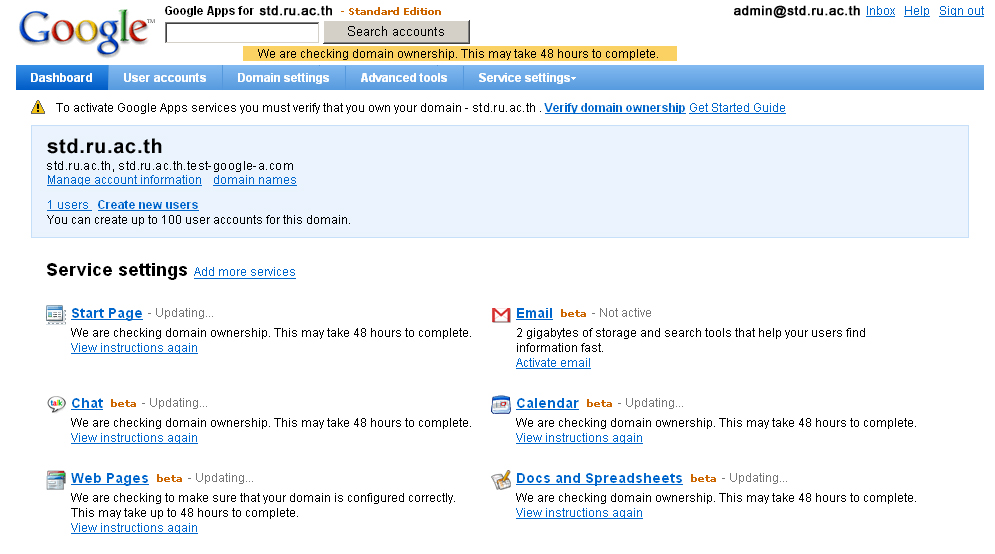 Google™
Google Apps for std.ru.ac.th - Standard Edition
admin@std.ru.ac.th Inbox Help Sign out
Search accounts
We are checking domain ownership. This may take 48 hours to complete.
Dashboard User accounts Domain settings Advanced tools Service settings
To activate Google Apps services you must verify that you own your domain - std.ru.ac.th . Verify domain ownership Get Started Guide
std.ru.ac.th
std.ru.ac.th, std.ru.ac.th.test-google-a.com
Manage account information domain names
1 users Create new users
You can create up to 100 user accounts for this domain.
Service settings Add more services
Start Page - Updating...
We are checking domain ownership. This may take 48 hours to complete.
View instructions again
Email beta - Not active
2 gigabytes of storage and search tools that help your users find
information fast.
Activate email
talk
Chat beta - Updating...
We are checking domain ownership. This may take 48 hours to complete.
View instructions again
Calendar beta - Updating...
We are checking domain ownership. This may take 48 hours to complete.
View instructions again
Web Pages beta - Updating...
We are checking to make sure that your domain is configured correctly.
This may take up to 48 hours to complete.
View instructions again
Docs and Spreadsheets beta - Updating...
We are checking domain ownership. This may take 48 hours to complete.
View instructions again